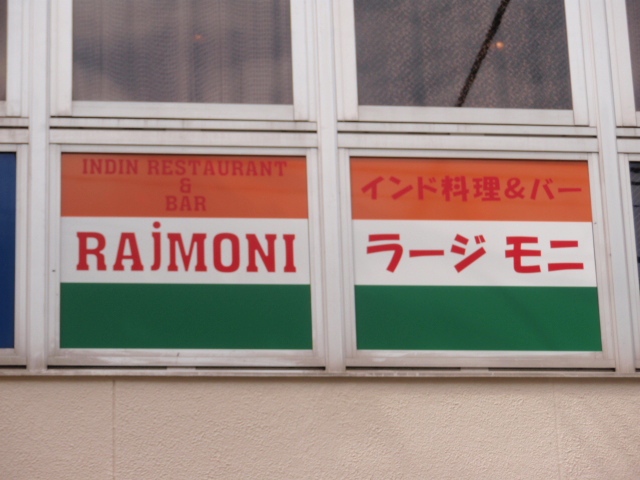 INDIN RESTAURANT
&
BAR
RAjMONI
インド料理&バー
ラージ モニ